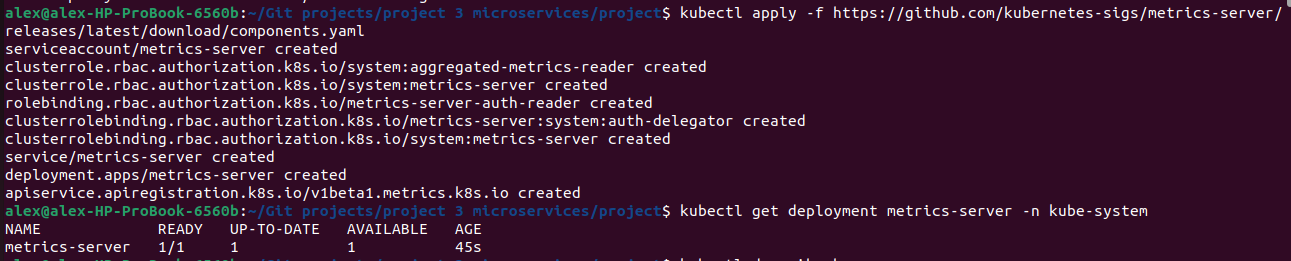 alex@alex-HP-ProBook-6560b:~/Git projects/project 3 microservices/project$ kubectl apply -f https://github.com/kubernetes-sigs/metrics-server/
releases/latest/download/components.yaml
serviceaccount/metrics-server created
clusterrole.rbac.authorization.k8s.io/system:aggregated-metrics-reader created
clusterrole.rbac.authorization.k8s.io/system:metrics-server created
rolebinding.rbac.authorization.k8s.io/metrics-server-auth-reader created
clusterrolebinding.rbac.authorization.k8s.io/metrics-server:system:auth-delegator created
clusterrolebinding.rbac.authorization.k8s.io/system:metrics-server created
service/metrics-server created
deployment.apps/metrics-server created
apiservice.apiregistration.k8s.io/v1beta1.metrics.k8s.io created
alex@alex-HP-ProBook-6560b:~/Git projects/project 3 microservices/project$ kubectl get deployment metrics-server -n kube-system
NAME             READY   UP-TO-DATE   AVAILABLE   AGE
metrics-server   1/1     1            1           45s